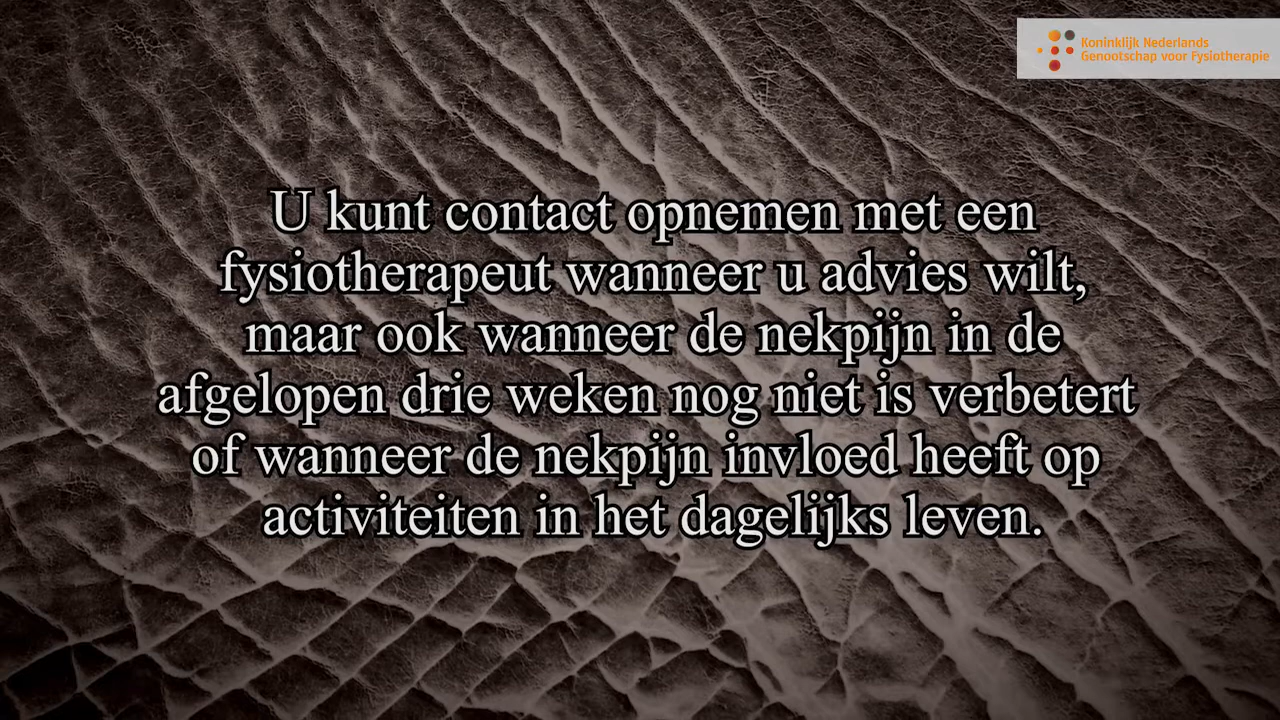 Koninklijk Nederlands
Genootschap voor Fysiotherapie
U kunt contact opnemen met een
fysiotherapeut wanneer u advies wilt,
maar ook wanneer de nekpijn in de
afgelopen drie weken nog niet is verbetert
of wanneer de nekpijn invloed heeft op
activiteiten in het dagelijks leven.